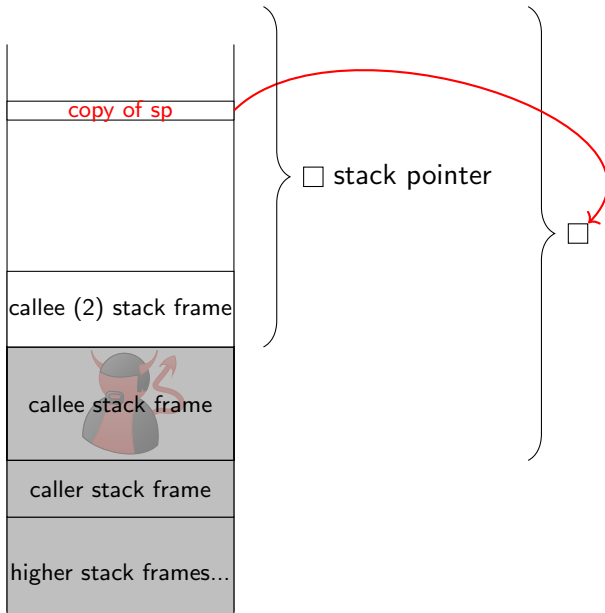 copy of sp
stack pointer
callee (2) stack frame
callee stack frame
caller stack frame
higher stack frames...